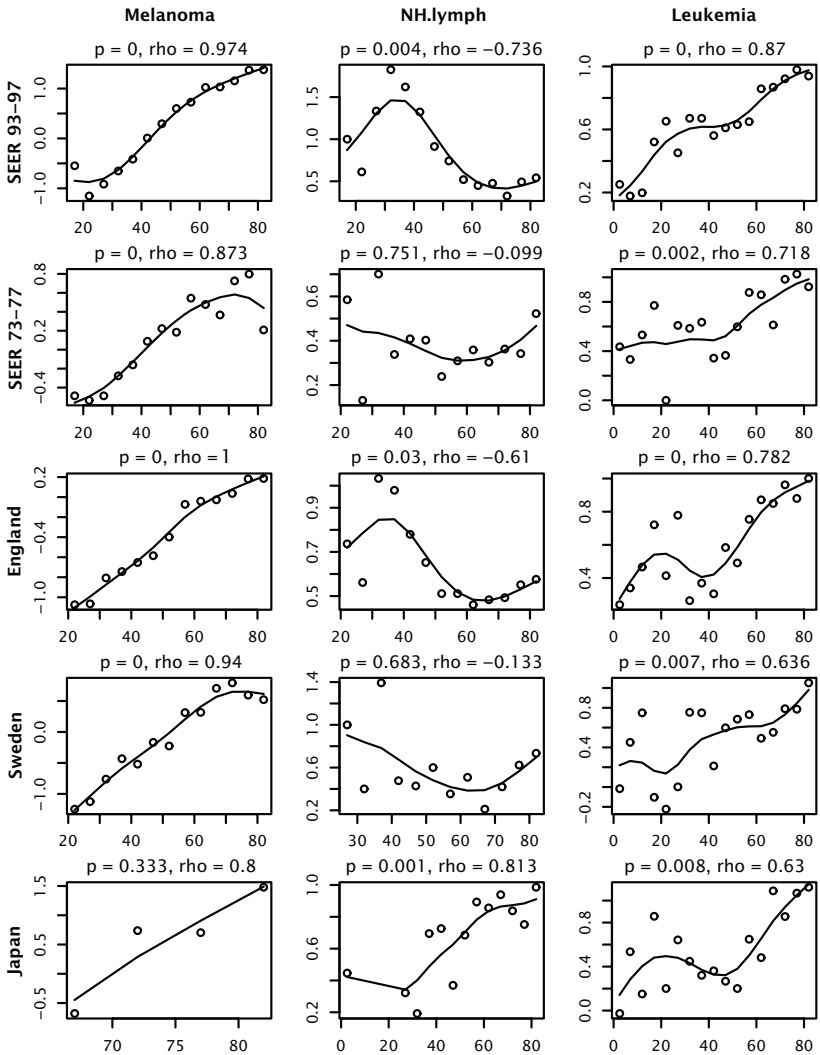 Melanoma NH.lymph Leukemia
p = 0, rho = 0.974 p = 0.004, rho = −0.736 p = 0, rho = 0.87
SEER 93−97
−1.0 0.0 1.0
0.5 1.0 1.5
0.2 0.6 1.0
20 40 60 80 20 40 60 80 0 20 40 60 80
p = 0, rho = 0.873 p = 0.751, rho = −0.099 p = 0.002, rho = 0.718
SEER 73−77
−0.4 0.2 0.8
0.2 0.4 0.6
0.0 0.4 0.8
20 40 60 80 20 40 60 80 0 20 40 60 80
p = 0, rho = 1 p = 0.03, rho = −0.61 p = 0, rho = 0.782
England
−1.0 −0.4 0.2
0.5 0.7 0.9
0.4 0.8
20 40 60 80 20 40 60 80 0 20 40 60 80
p = 0, rho = 0.94 p = 0.683, rho = −0.133 p = 0.007, rho = 0.636
Sweden
−1.0 0.0
0.2 0.6 1.0 1.4
−0.2 0.4 0.8
20 40 60 80 30 40 50 60 70 80 0 20 40 60 80
p = 0.333, rho = 0.8 p = 0.001, rho = 0.813 p = 0.008, rho = 0.63
Japan
−0.5 0.5 1.5
0.2 0.6 1.0
0.0 0.4 0.8
70 75 80 0 20 40 60 80 0 20 40 60 80